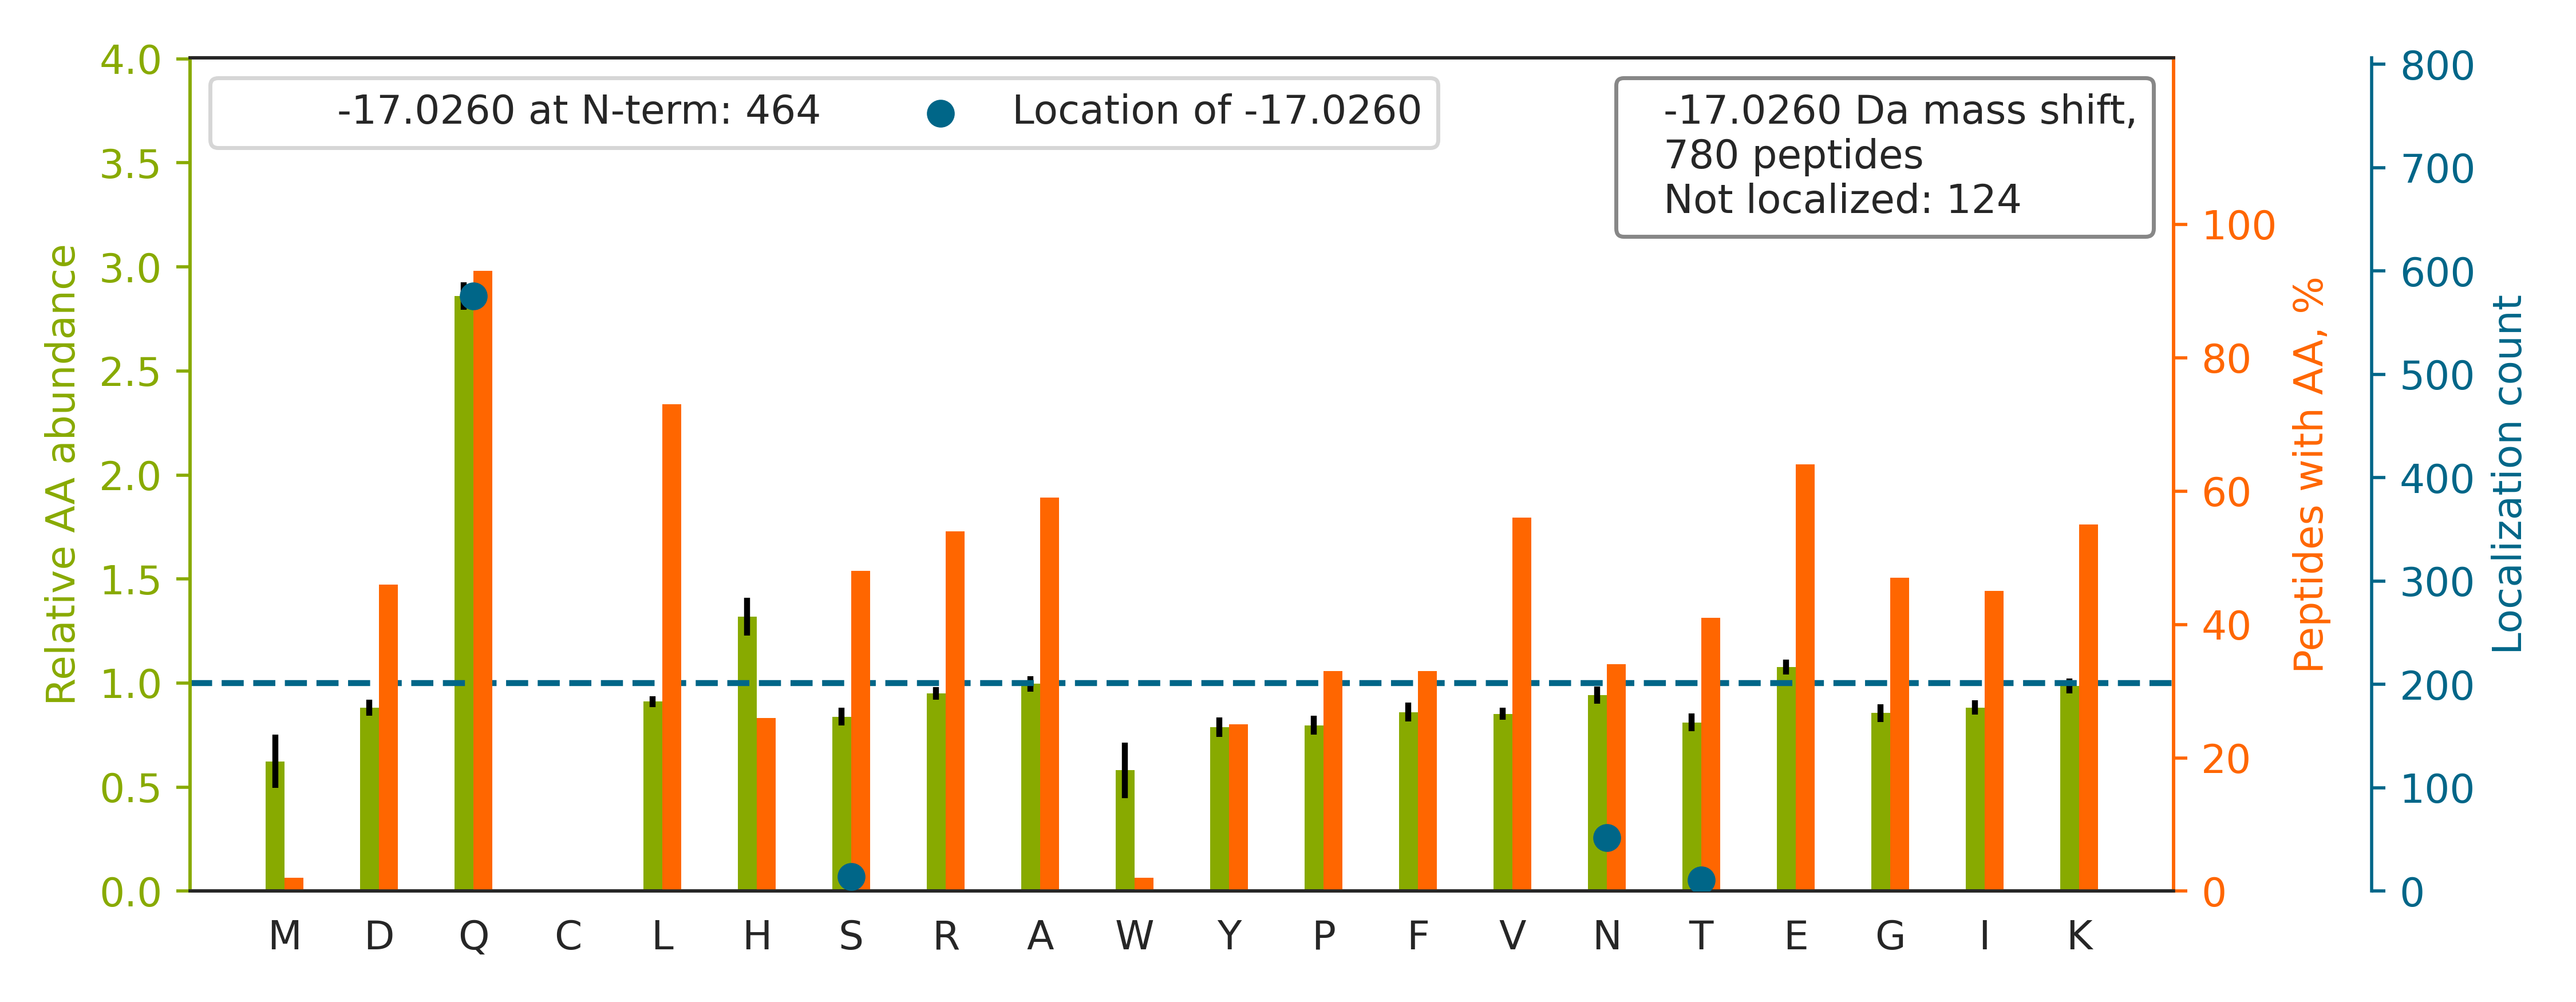 -17.0260 at N-term: 464
Location of -17.0260
-17.0260 Da mass shift,
780 peptides
Not localized: 124
Relative AA abundance
4.0
3.5
3.0
2.5
2.0
1.5
1.0
0.5
0.0
M D Q C L H S R A W Y P F V N T E G I K
100
80
60
40
20
0
Peptides with AA, %
800
700
600
500
400
300
200
100
0
Localization count